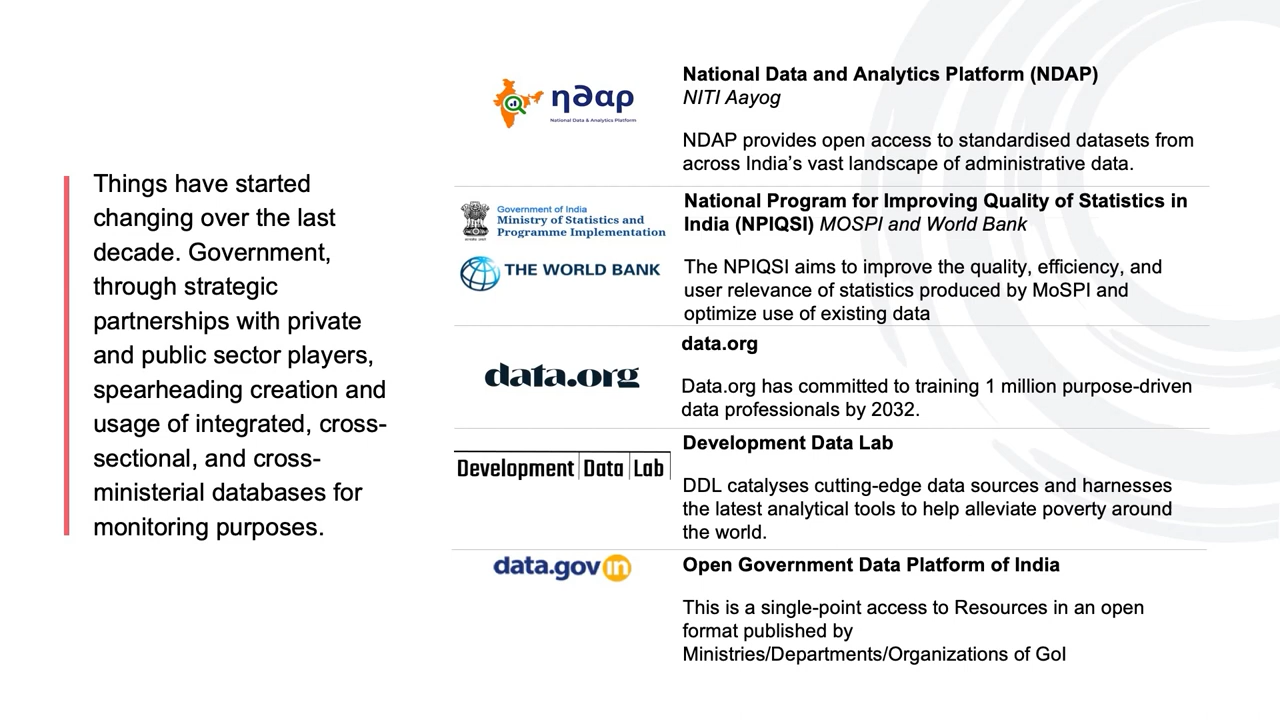 Things have started
changing over the last
decade. Government,
through strategic
partnerships with private
and public sector players,
spearheading creation and
usage of integrated, cross-
sectional, and cross-
ministerial databases for
monitoring purposes.
ηδαρ
National Data & Analytics Platform
National Data and Analytics Platform (NDAP)
NITI Aayog
NDAP provides open access to standardised datasets from
across India's vast landscape of administrative data.
Government of India
Ministry of Statistics and
Programme Implementation
THE WORLD BANK
National Program for Improving Quality of Statistics in
India (NPIQSI) MOSPI and World Bank
The NPIQSI aims to improve the quality, efficiency, and
user relevance of statistics produced by MoSPI and
optimize use of existing data
data.org
data.org
Data.org has committed to training 1 million purpose-driven
data professionals by 2032.
Development Data Lab
Development Data Lab
DDL catalyses cutting-edge data sources and harnesses
the latest analytical tools to help alleviate poverty around
the world.
data.gov in
Open Government Data Platform of India
This is a single-point access to Resources in an open
format published by
Ministries/Departments/Organizations of GoI